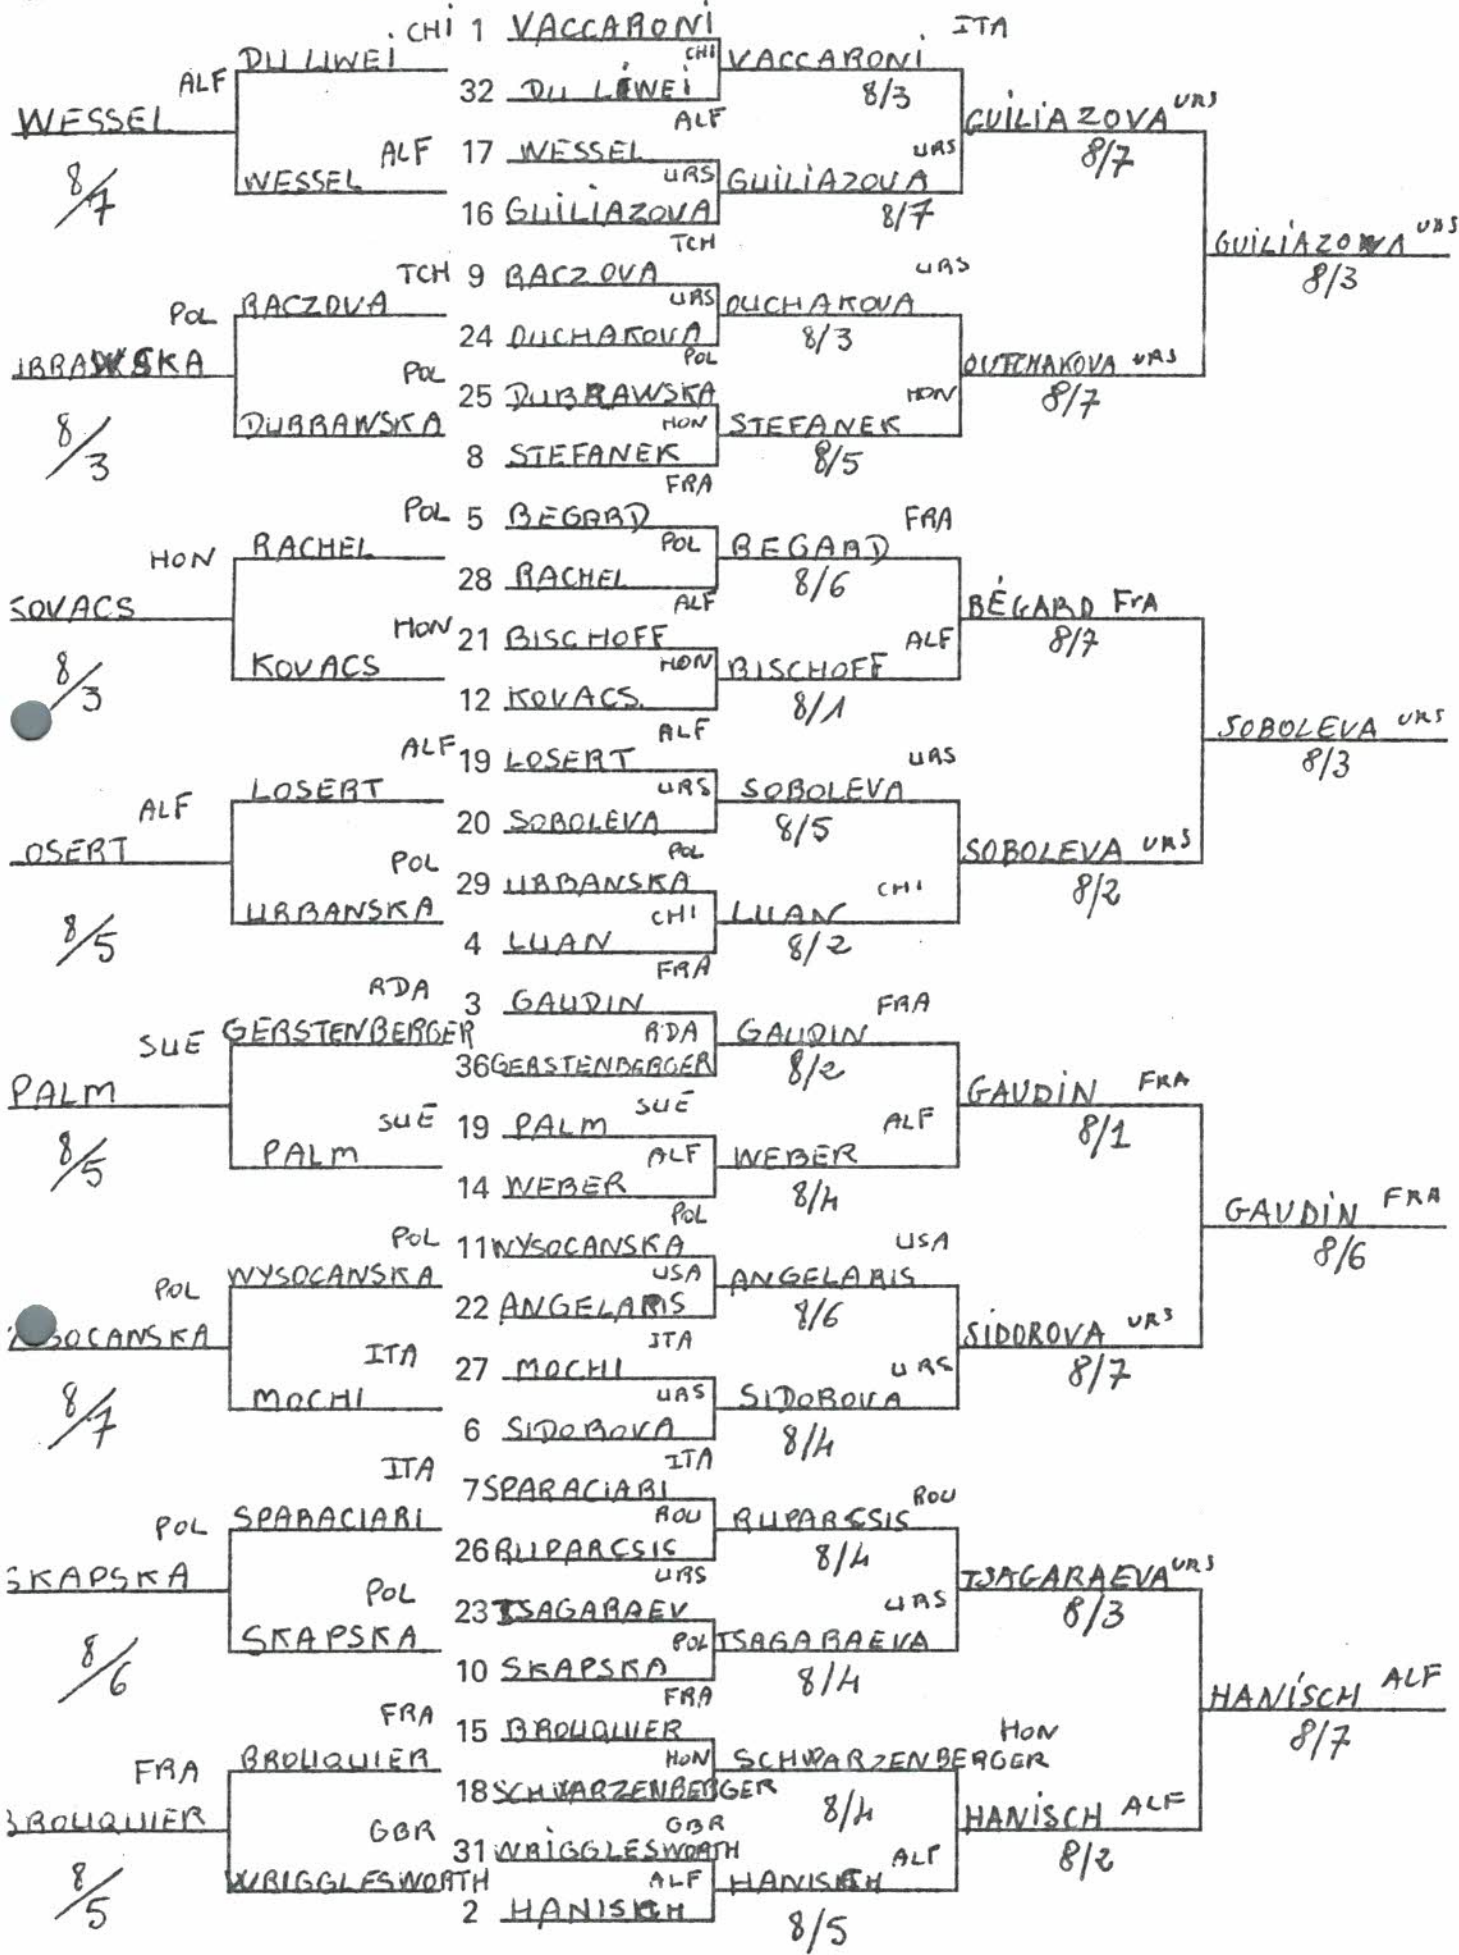 CHI 1 VACCARONI ITA
DU LIWEI CHI VACCARONI
ALF 32 DU LIWEI 8/3
WESSEL ALF GUILIAZOVA URS
ALF 17 WESSEL URS 8/7
8/7 WESSEL URS GUILIAZOVA
16 GUILIAZOVA 8/7
TCH GUILIAZOVA URS
TCH 9 RACZOVA URS 8/3
POL RACZOVA URS OUCHAKOVA
24 OUCHAKOVA 8/3
UBRAWSKA POL POL OUTCHAKOVA URS
25 DUBRAWSKA HON 8/7
8/3 DUBRAWSKA HON STEFANEK
8 STEFANEK 8/5
FRA
POL 5 BEGARD FRA
HON RACHEL POL BEGARD
28 RACHEL 8/6
KOVACS ALF BÉGARD FrA
HON 21 BISCHOFF ALF 8/7
8/3 KOVACS HON BISCHOFF
12 KOVACS. 8/1
ALF SOBOLEVA URS
ALF 19 LOSERT URS 8/3
ALF LOSERT URS SOBOLEVA
20 SOBOLEVA 8/5
OSERT POL POL SOBOLEVA URS
29 URBANSKA CHI 8/2
8/5 URBANSKA CHI LUAN
4 LUAN 8/2
FRA
RDA 3 GAUDIN FRA
SUE GERSTENBERGER RDA GAUDIN
36 GERSTENBERGER 8/2
PALM SUE GAUDIN FRA
SUE 19 PALM ALF 8/1
8/5 PALM ALF WEBER
14 WEBER 8/4
POL GAUDIN FRA
POL 11 WYSOCANSKA USA 8/6
POL WYSOCANSKA USA ANGELARIS
22 ANGELARIS 8/6
SOCANSKA ITA SIDOROVA URS
ITA 27 MOCHI URS 8/7
8/7 MOCHI URS SIDOROVA
6 SIDOROVA 8/4
ITA
ITA 7 SPARACIARI ROU
POL SPARACIARI ROU RUPARCSIS
26 RUPARCSIS 8/4
SKAPSKA URS TSAGARAEVA URS
POL 23 TSAGARAEV URS 8/3
8/6 SKAPSKA POL TSAGARAEVA
10 SKAPSKA 8/4
FRA HANISCH ALF
FRA 15 BROUQUIER HON 8/7
FRA BROUQUIER HON SCHWARZENBERGER
18 SCHWARZENBERGER 8/4
BROUQUIER GBR GBR HANISCH ALF
31 WRIGGLESWORTH ALF 8/2
8/5 WRIGGLESWORTH ALF HANISCH
2 HANISCH 8/5